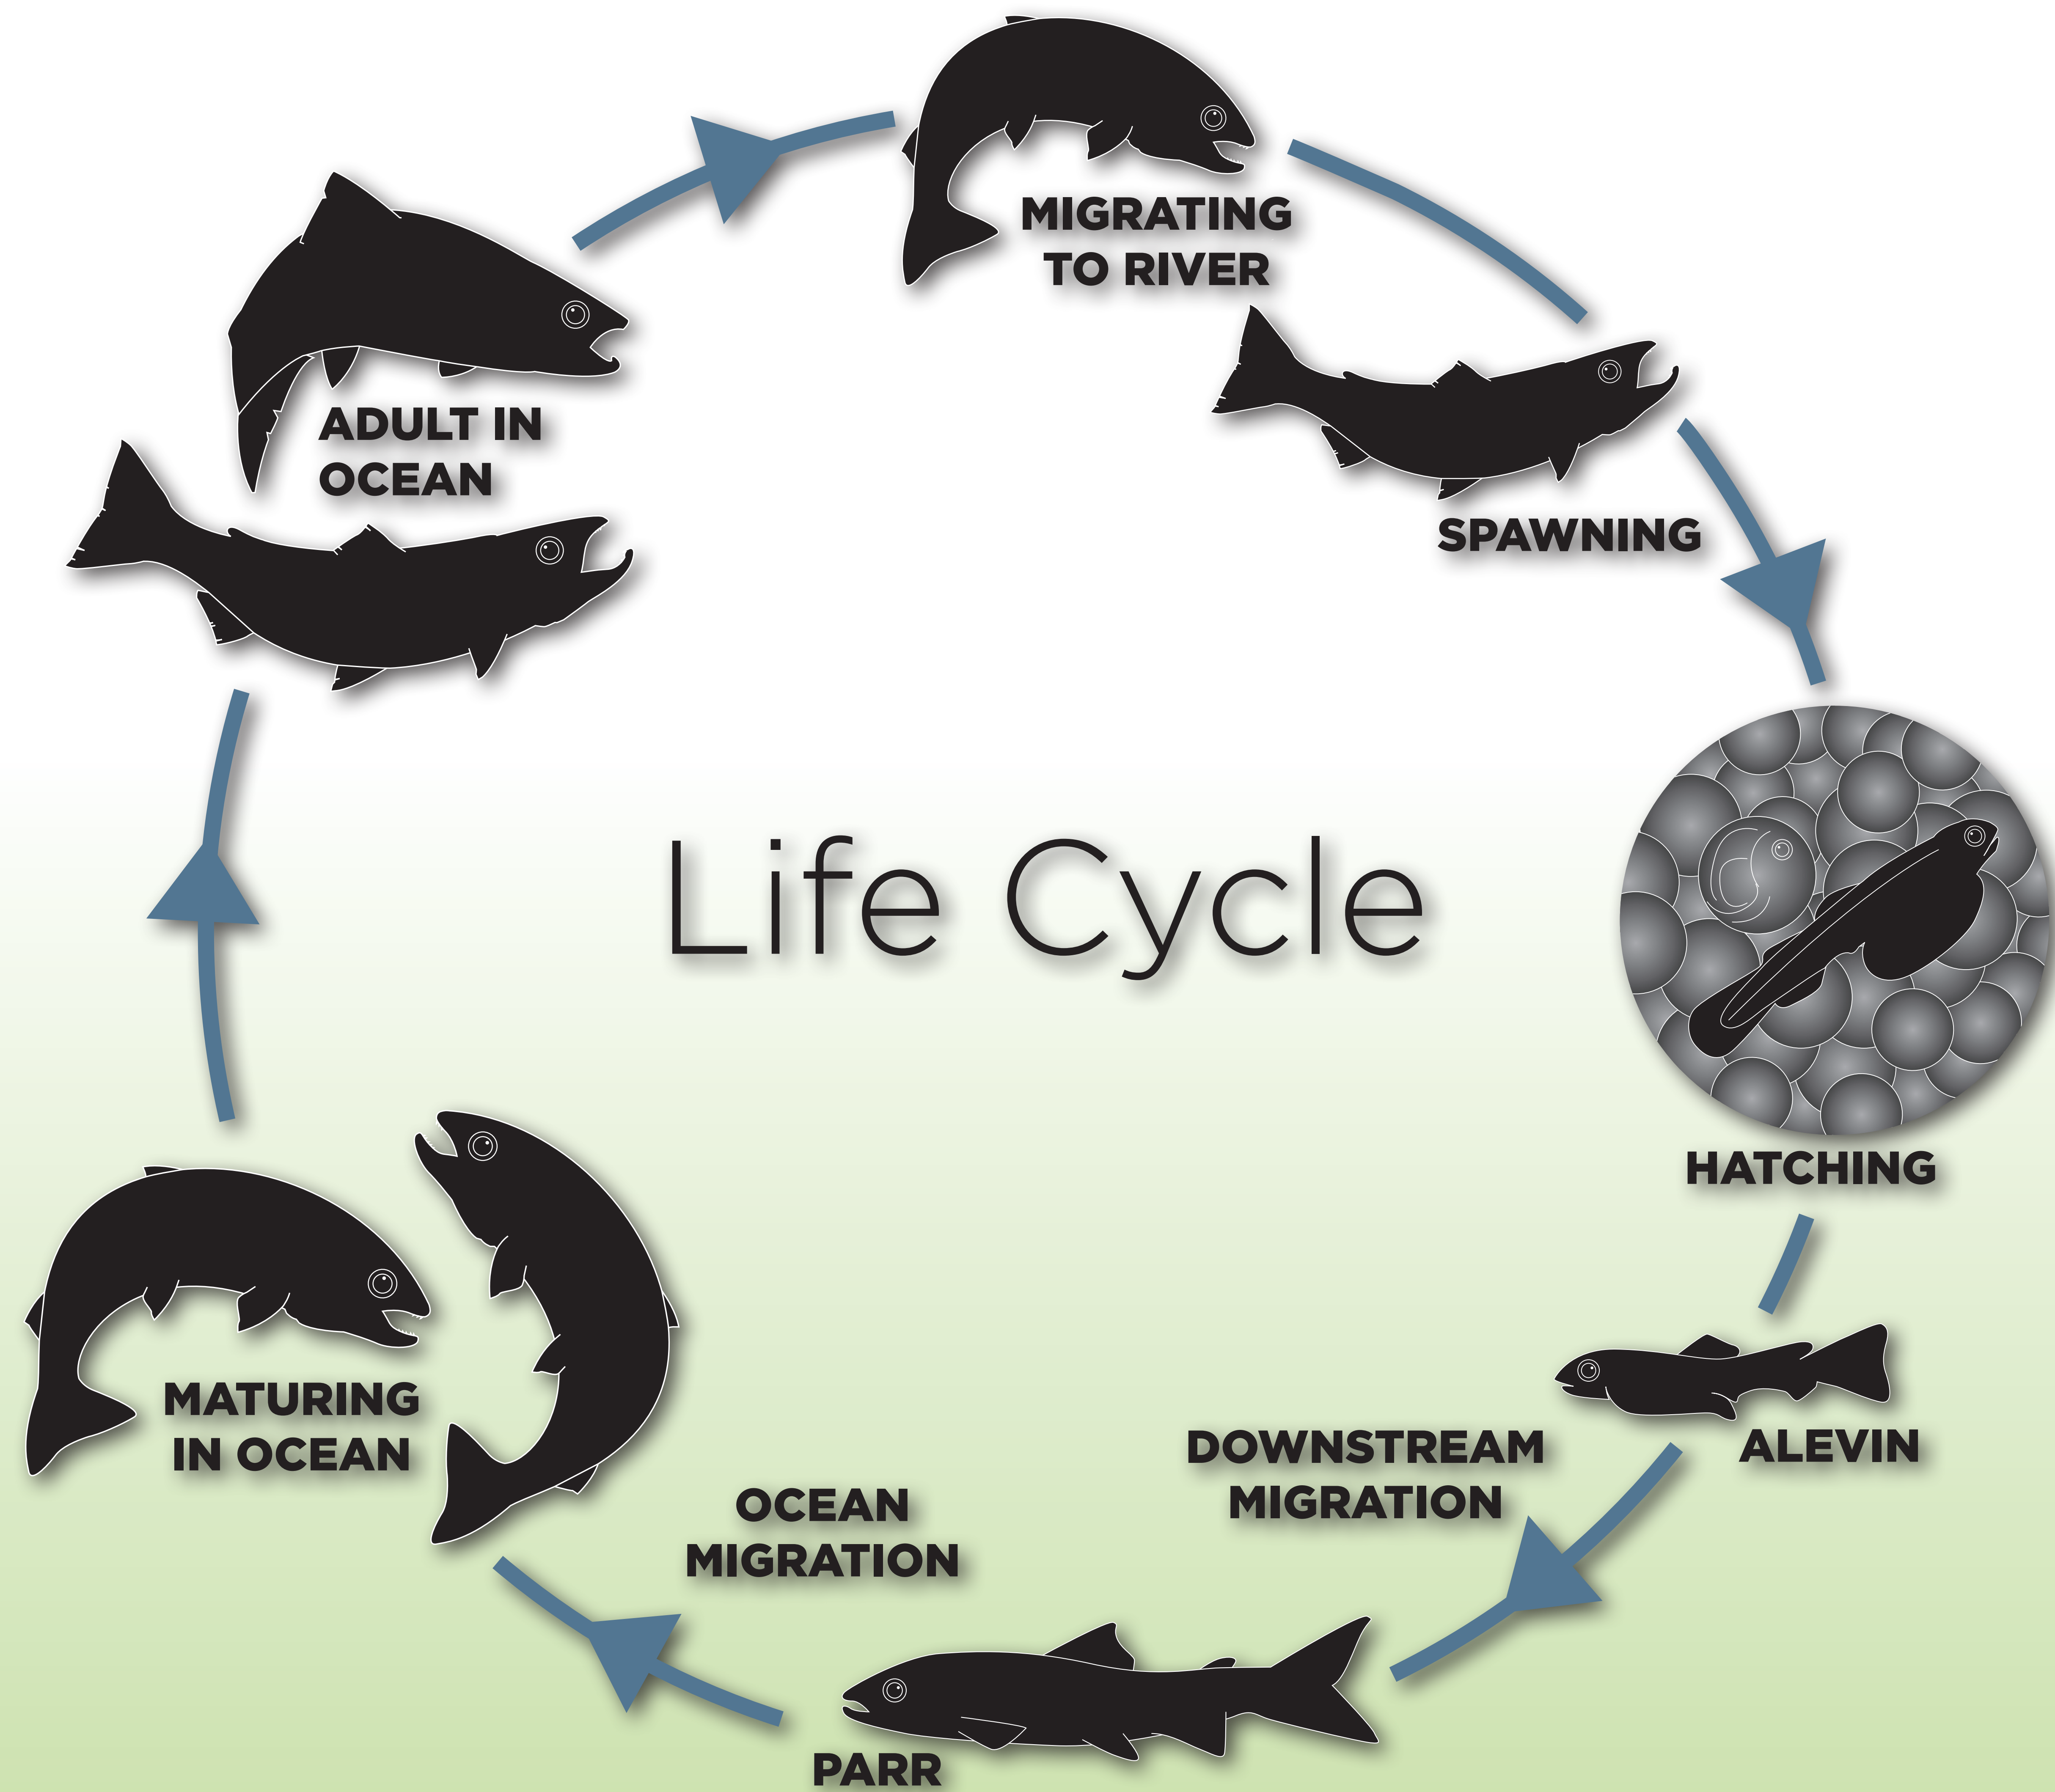 MIGRATING
TO RIVER
ADULT IN
OCEAN
SPAWNING
Life Cycle
HATCHING
MATURING
IN OCEAN
ALEVIN
DOWNSTREAM
MIGRATION
OCEAN
MIGRATION
PARR